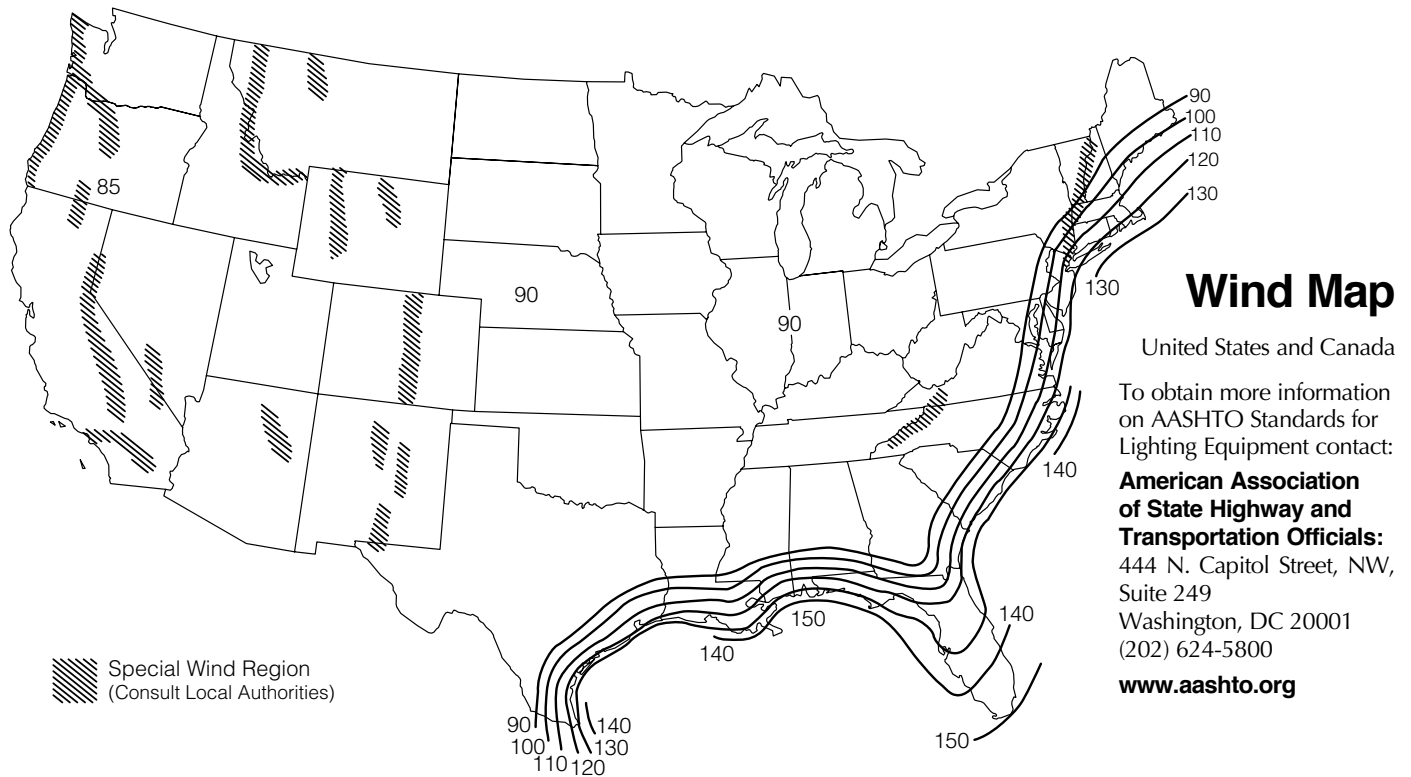 90
100
110
120
130
85
130
Wind Map
90
90
United States and Canada
To obtain more information
on AASHTO Standards for
Lighting Equipment contact:
140
American Association
of State Highway and
Transportation Officials:
444 N. Capitol Street, NW,
Suite 249
Washington, DC 20001
(202) 624-5800
www.aashto.org
150
140
140
Special Wind Region
(Consult Local Authorities)
90
100
110
120
130
140
150